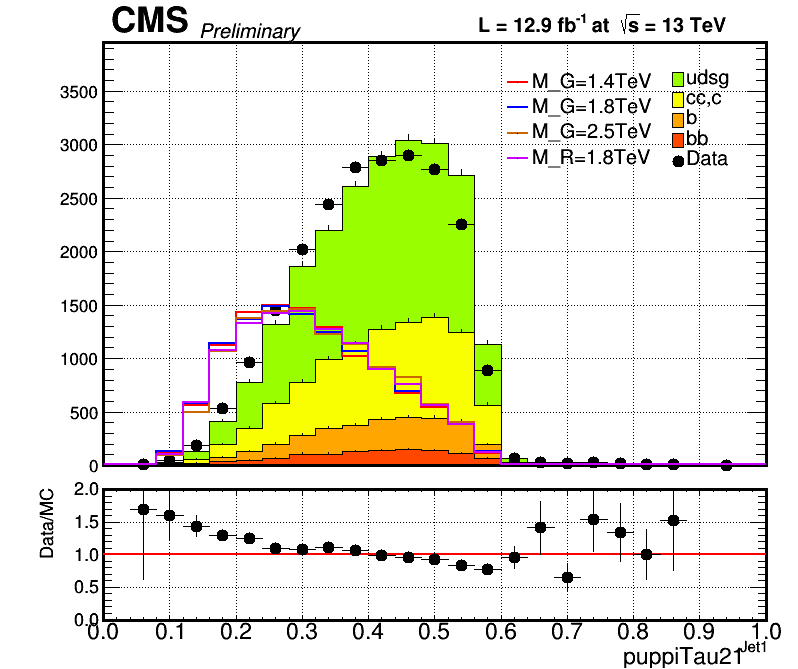 CMS Preliminary L = 12.9 fb⁻¹ at √s = 13 TeV
M_G=1.4TeV
M_G=1.8TeV
M_G=2.5TeV
M_R=1.8TeV
udsg
cc,c
b
bb
Data
3500
3000
2500
2000
1500
1000
500
0
Data/MC
2.0
1.5
1.0
0.5
0.0
0.0 0.1 0.2 0.3 0.4 0.5 0.6 0.7 0.8 0.9 1.0
puppiTau21^Jet1